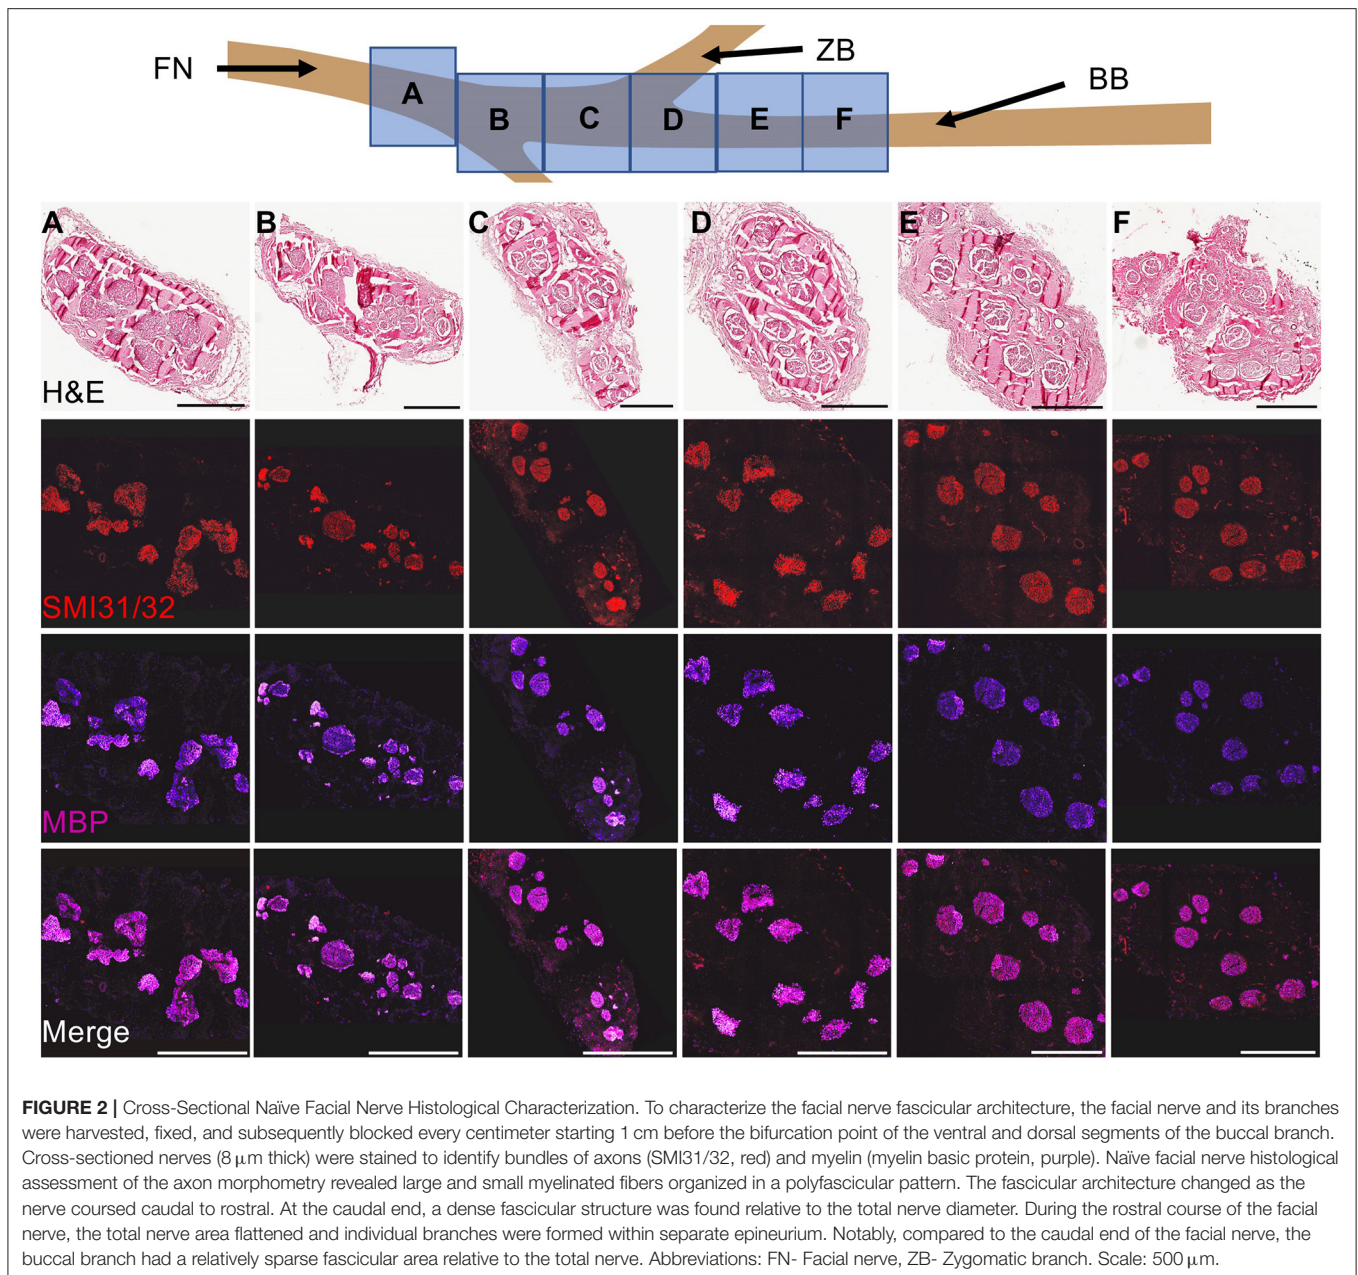 FN
ZB
BB
A
B
C
D
E
F
A
B
C
D
E
F
H&E
SMI31/32
MBP
Merge
FIGURE 2 | Cross-Sectional Naïve Facial Nerve Histological Characterization. To characterize the facial nerve fascicular architecture, the facial nerve and its branches
were harvested, fixed, and subsequently blocked every centimeter starting 1 cm before the bifurcation point of the ventral and dorsal segments of the buccal branch.
Cross-sectioned nerves (8 μm thick) were stained to identify bundles of axons (SMI31/32, red) and myelin (myelin basic protein, purple). Naïve facial nerve histological
assessment of the axon morphometry revealed large and small myelinated fibers organized in a polyfascicular pattern. The fascicular architecture changed as the
nerve coursed caudal to rostral. At the caudal end, a dense fascicular structure was found relative to the total nerve diameter. During the rostral course of the facial
nerve, the total nerve area flattened and individual branches were formed within separate epineurium. Notably, compared to the caudal end of the facial nerve, the
buccal branch had a relatively sparse fascicular area relative to the total nerve. Abbreviations: FN- Facial nerve, ZB- Zygomatic branch. Scale: 500 μm.